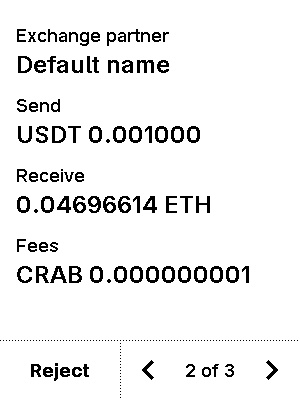 Exchange partner
Default name
Send
USDT 0.001000
Receive
0.04696614 ETH
Fees
CRAB 0.000000001
Reject
2 of 3